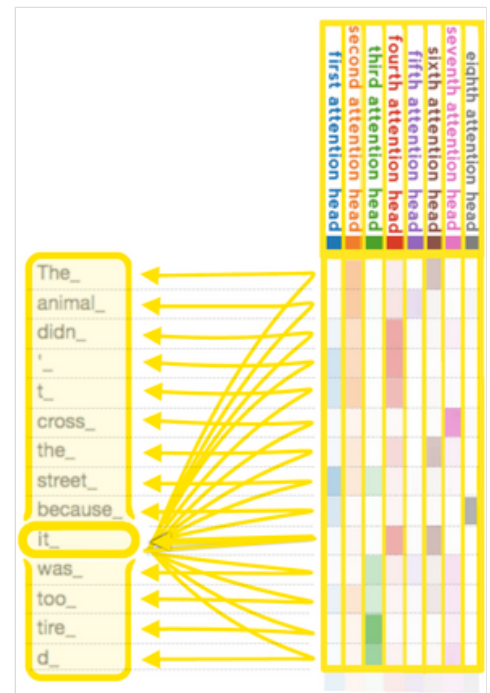 first attention head
second attention head
third attention head
fourth attention head
fifth attention head
sixth attention head
seventh attention head
eighth attention head
The_
animal_
didn_
'_
t_
cross_
the_
street_
because_
it_
was_
too_
tire_
d_